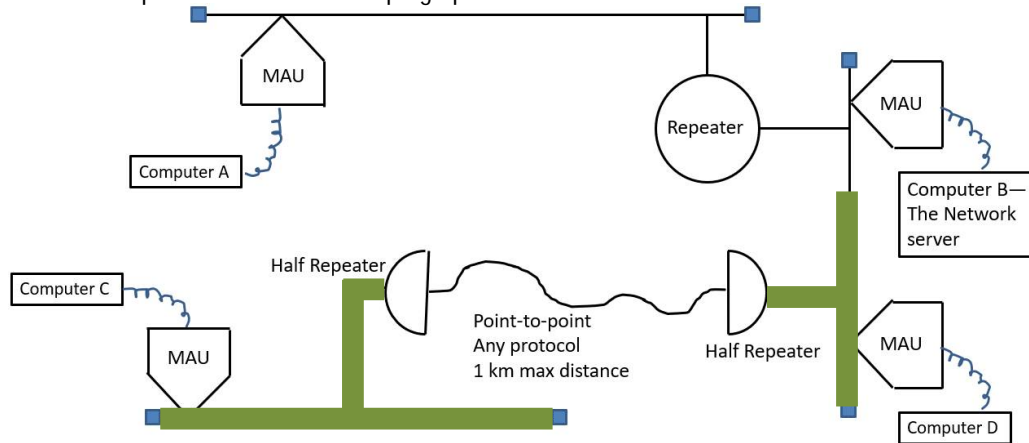 MAU
Computer A
Repeater
MAU
Computer B—
The Network
server
Half Repeater
Computer C
MAU
Point-to-point
Any protocol
1 km max distance
Half Repeater
MAU
Computer D